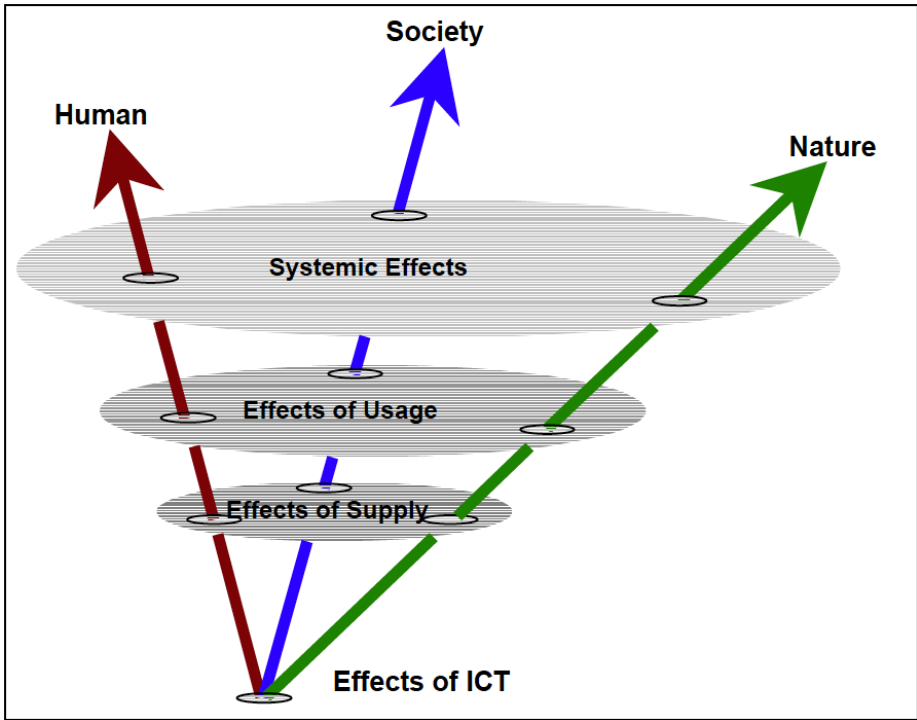 Society
Human
Nature
Systemic Effects
Effects of Usage
Effects of Supply
Effects of ICT